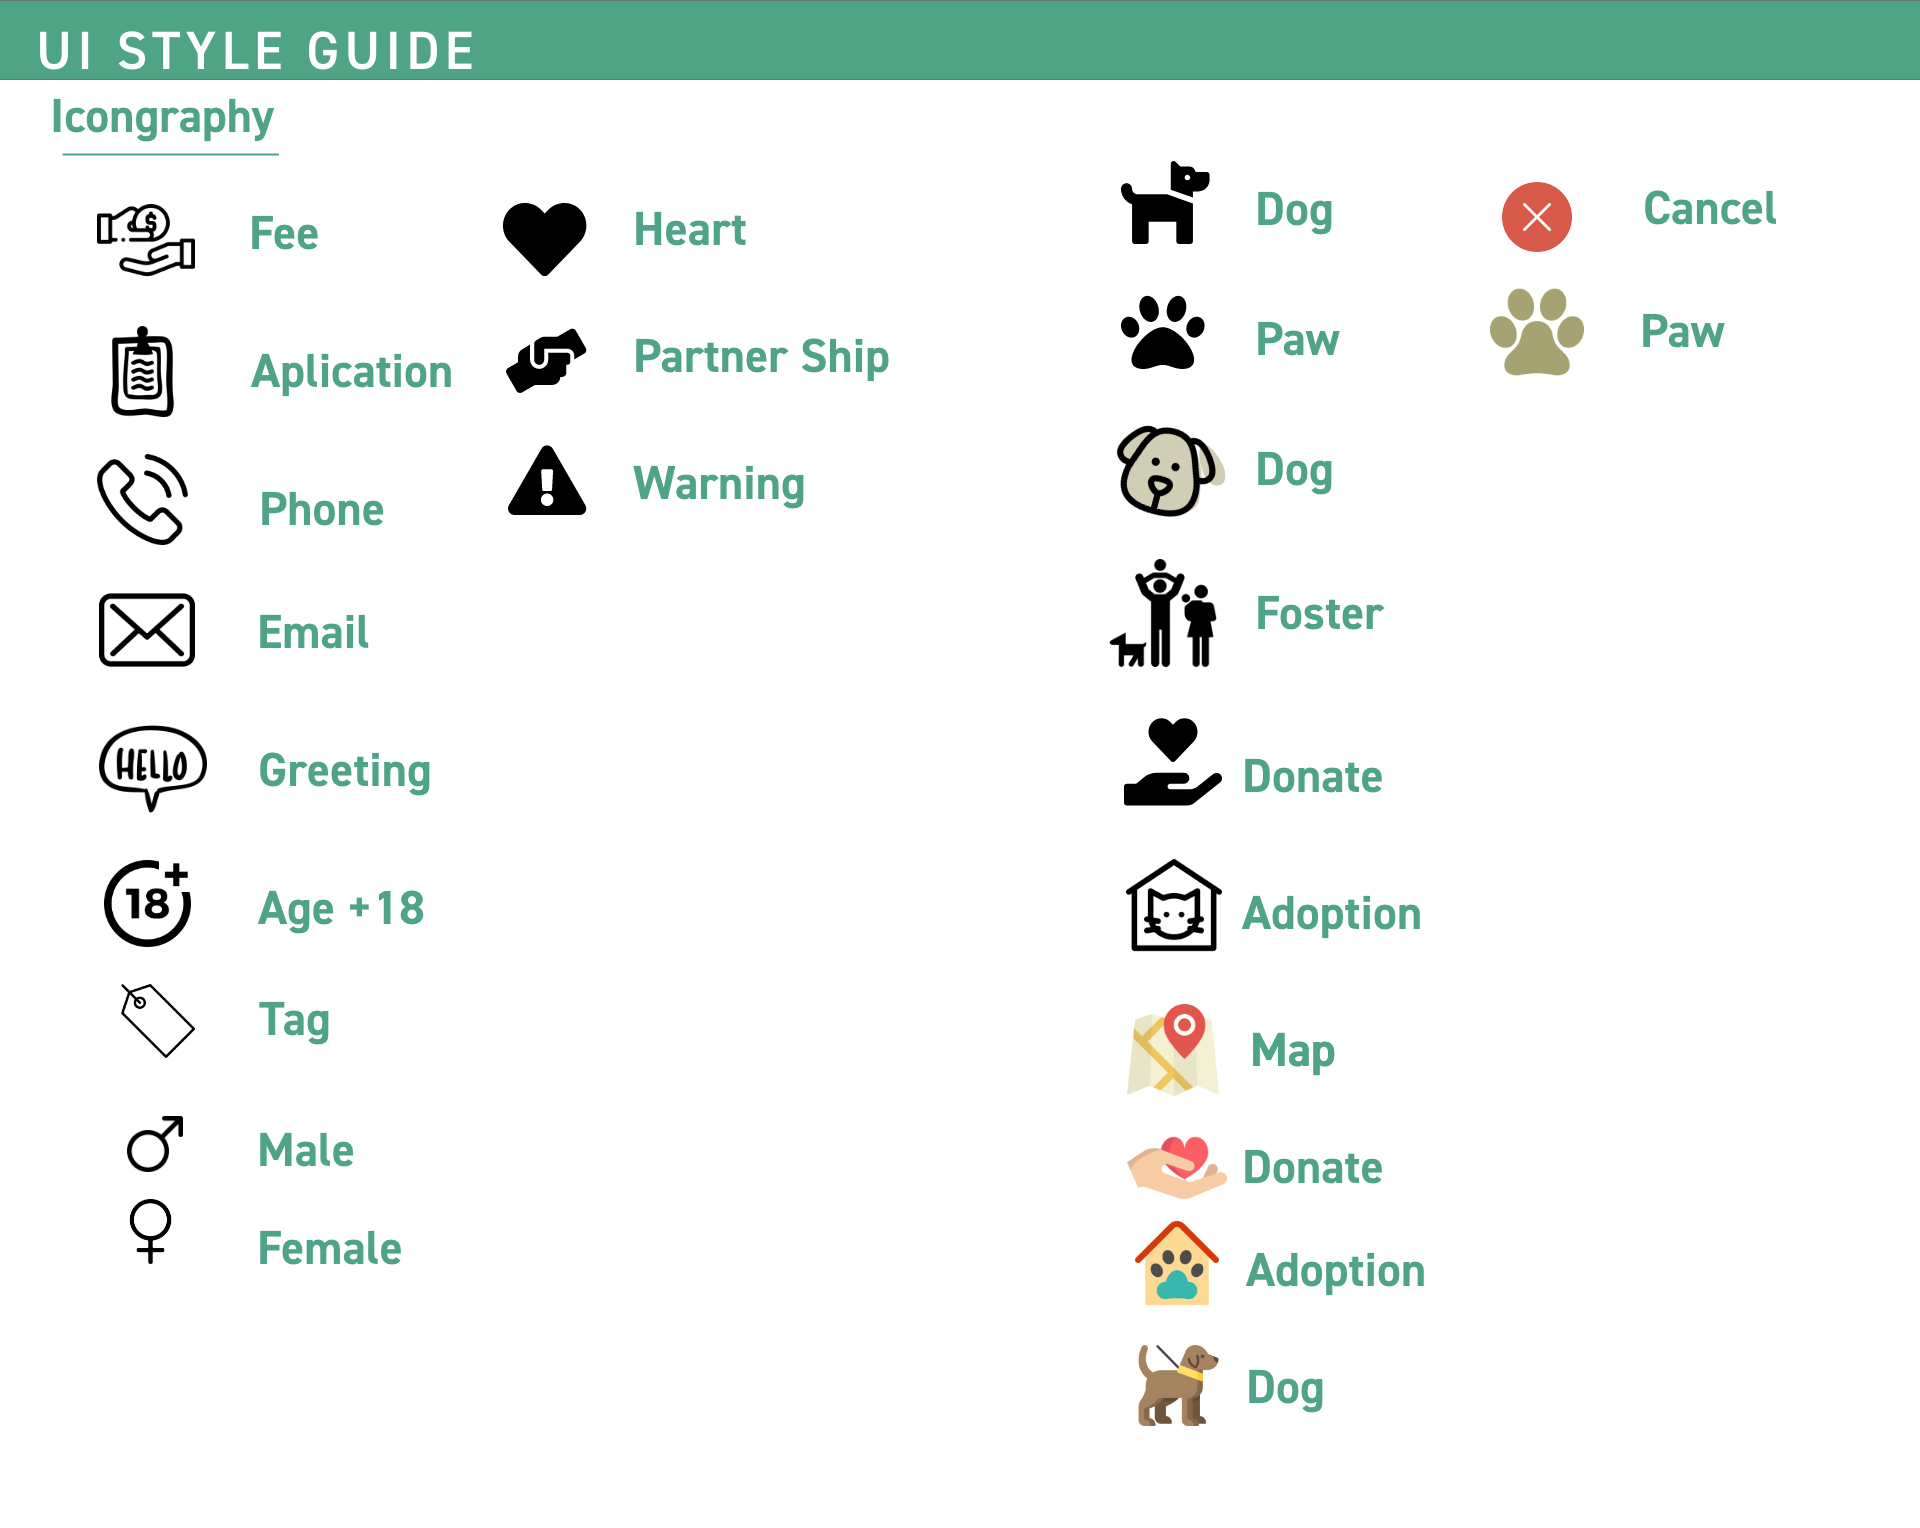 UI STYLE GUIDE
Icongraphy
$
Fee
Aplication
Phone
Email
HELLO
Greeting
18+
Age +18
Tag
Male
Female
Heart
Partner Ship
!
Warning
Dog
Paw
Dog
Foster
Donate
Adoption
Map
Donate
Adoption
Dog
Cancel
Paw